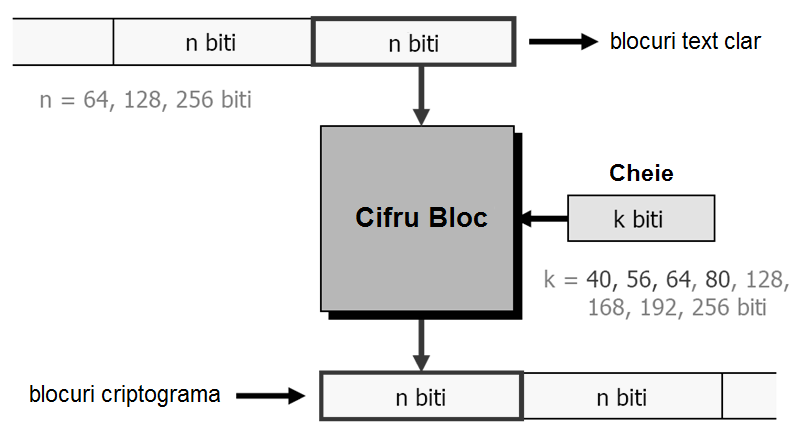 n biti
n biti
blocuri text clar
n = 64, 128, 256 biti
Cheie
Cifru Bloc
k biti
k = 40, 56, 64, 80, 128,
168, 192, 256 biti
blocuri criptograma
n biti
n biti